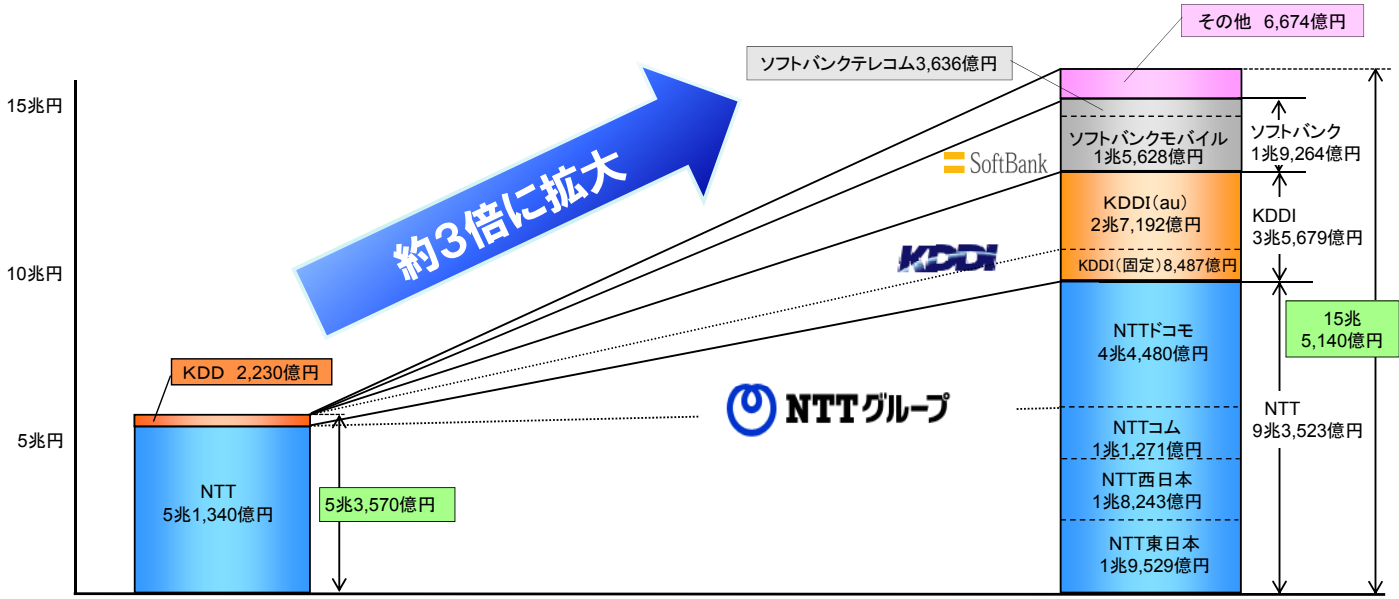 その他 6,674億円
ソフトバンクテレコム3,636億円
15兆円
10兆円
5兆円
約3倍に拡大
SoftBank
KDDI
NTTグループ
KDD 2,230億円
NTT
5兆1,340億円
5兆3,570億円
ソフトバンクモバイル
1兆5,628億円
KDDI(au)
2兆7,192億円
KDDI(固定)8,487億円
NTTドコモ
4兆4,480億円
NTTコム
1兆1,271億円
NTT西日本
1兆8,243億円
NTT東日本
1兆9,529億円
ソフトバンク
1兆9,264億円
KDDI
3兆5,679億円
NTT
9兆3,523億円
15兆
5,140億円